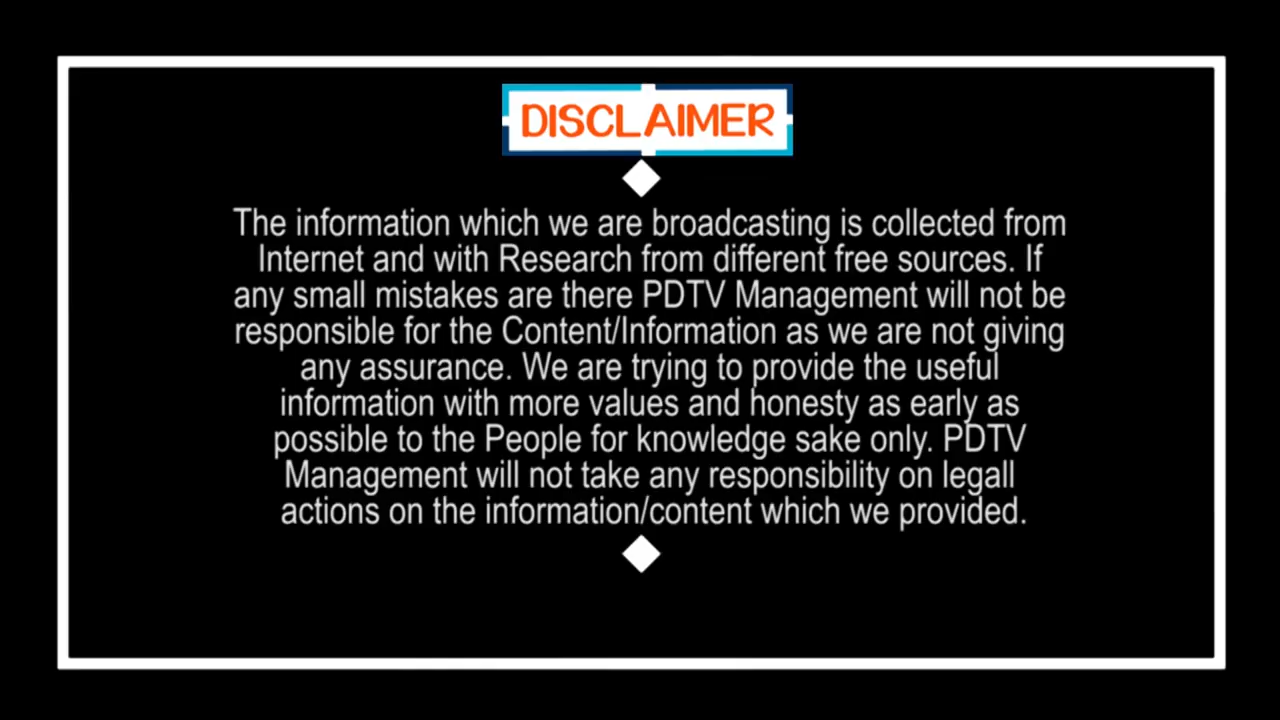 DISCLAIMER
The information which we are broadcasting is collected from
Internet and with Research from different free sources. If
any small mistakes are there PDTV Management will not be
responsible for the Content/Information as we are not giving
any assurance. We are trying to provide the useful
information with more values and honesty as early as
possible to the People for knowledge sake only. PDTV
Management will not take any responsibility on legall
actions on the information/content which we provided.